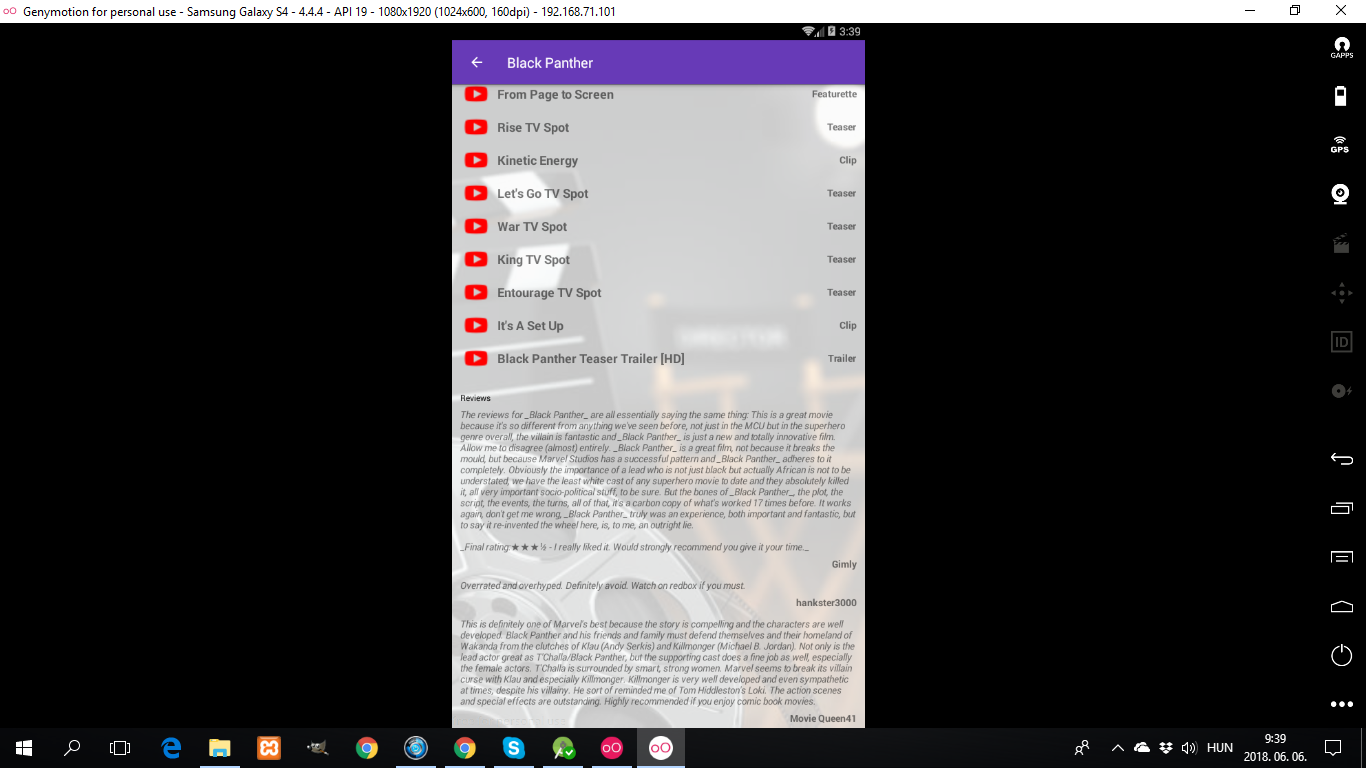 Genymotion for personal use - Samsung Galaxy S4 - 4.4.4 - API 19 - 1080x1920 (1024x600, 160dpi) - 192.168.71.101
3:39
Black Panther
From Page to Screen Featurette
Rise TV Spot Teaser
Kinetic Energy Clip
Let's Go TV Spot Teaser
War TV Spot Teaser
King TV Spot Teaser
Entourage TV Spot Teaser
It's A Set Up Clip
Black Panther Teaser Trailer [HD] Trailer
DIRECTOR
Reviews
The reviews for _Black Panther_ are all essentially saying the same thing: This is a great movie
because it's so different from anything we've seen before, not just in the MCU but in the superhero
genre overall, the villain is fantastic and _Black Panther_ is just a new and totally innovative film.
Allow me to disagree (almost) entirely. _Black Panther_ is a great film, not because it breaks the
mould, but because Marvel Studios has a successful pattern and _Black Panther_ adheres to it
completely. Obviously the importance of a lead who is not just black but actually African is not to be
understated, we have the least white cast of any superhero movie to date and they absolutely killed
it, all very important socio-political stuff, to be sure. But the bones of _Black Panther_, the plot, the
script, the events, the turns, all of that, it's a carbon copy of what's worked 17 times before. It works
again, don't get me wrong, _Black Panther_ truly was an experience, both important and fantastic, but
to say it re-invented the wheel here, is, to me, an outright lie.
_Final rating:★★★½ - I really liked it. Would strongly recommend you give it your time._
Gimly
Overrated and overhyped. Definitely avoid. Watch on redbox if you must.
hankster3000
This is definitely one of Marvel's best because the story is compelling and the characters are well
developed. Black Panther and his friends and family must defend themselves and their homeland of
Wakanda from the clutches of Klau (Andy Serkis) and Killmonger (Michael B. Jordan). Not only is the
lead actor great as T'Challa/Black Panther, but the supporting cast does a fine job as well, especially
the female actors. T'Challa is surrounded by smart, strong women. Marvel seems to break its villain
curse with Klau and especially Killmonger. Killmonger is very well developed and even sympathetic
at times, despite his villainy. He sort of reminded me of Tom Hiddleston's Loki. The action scenes
and special effects are outstanding. Highly recommended if you enjoy comic book movies.
Movie Queen41
GAPPS
GPS
ID
HUN
9:39
2018. 06. 06.